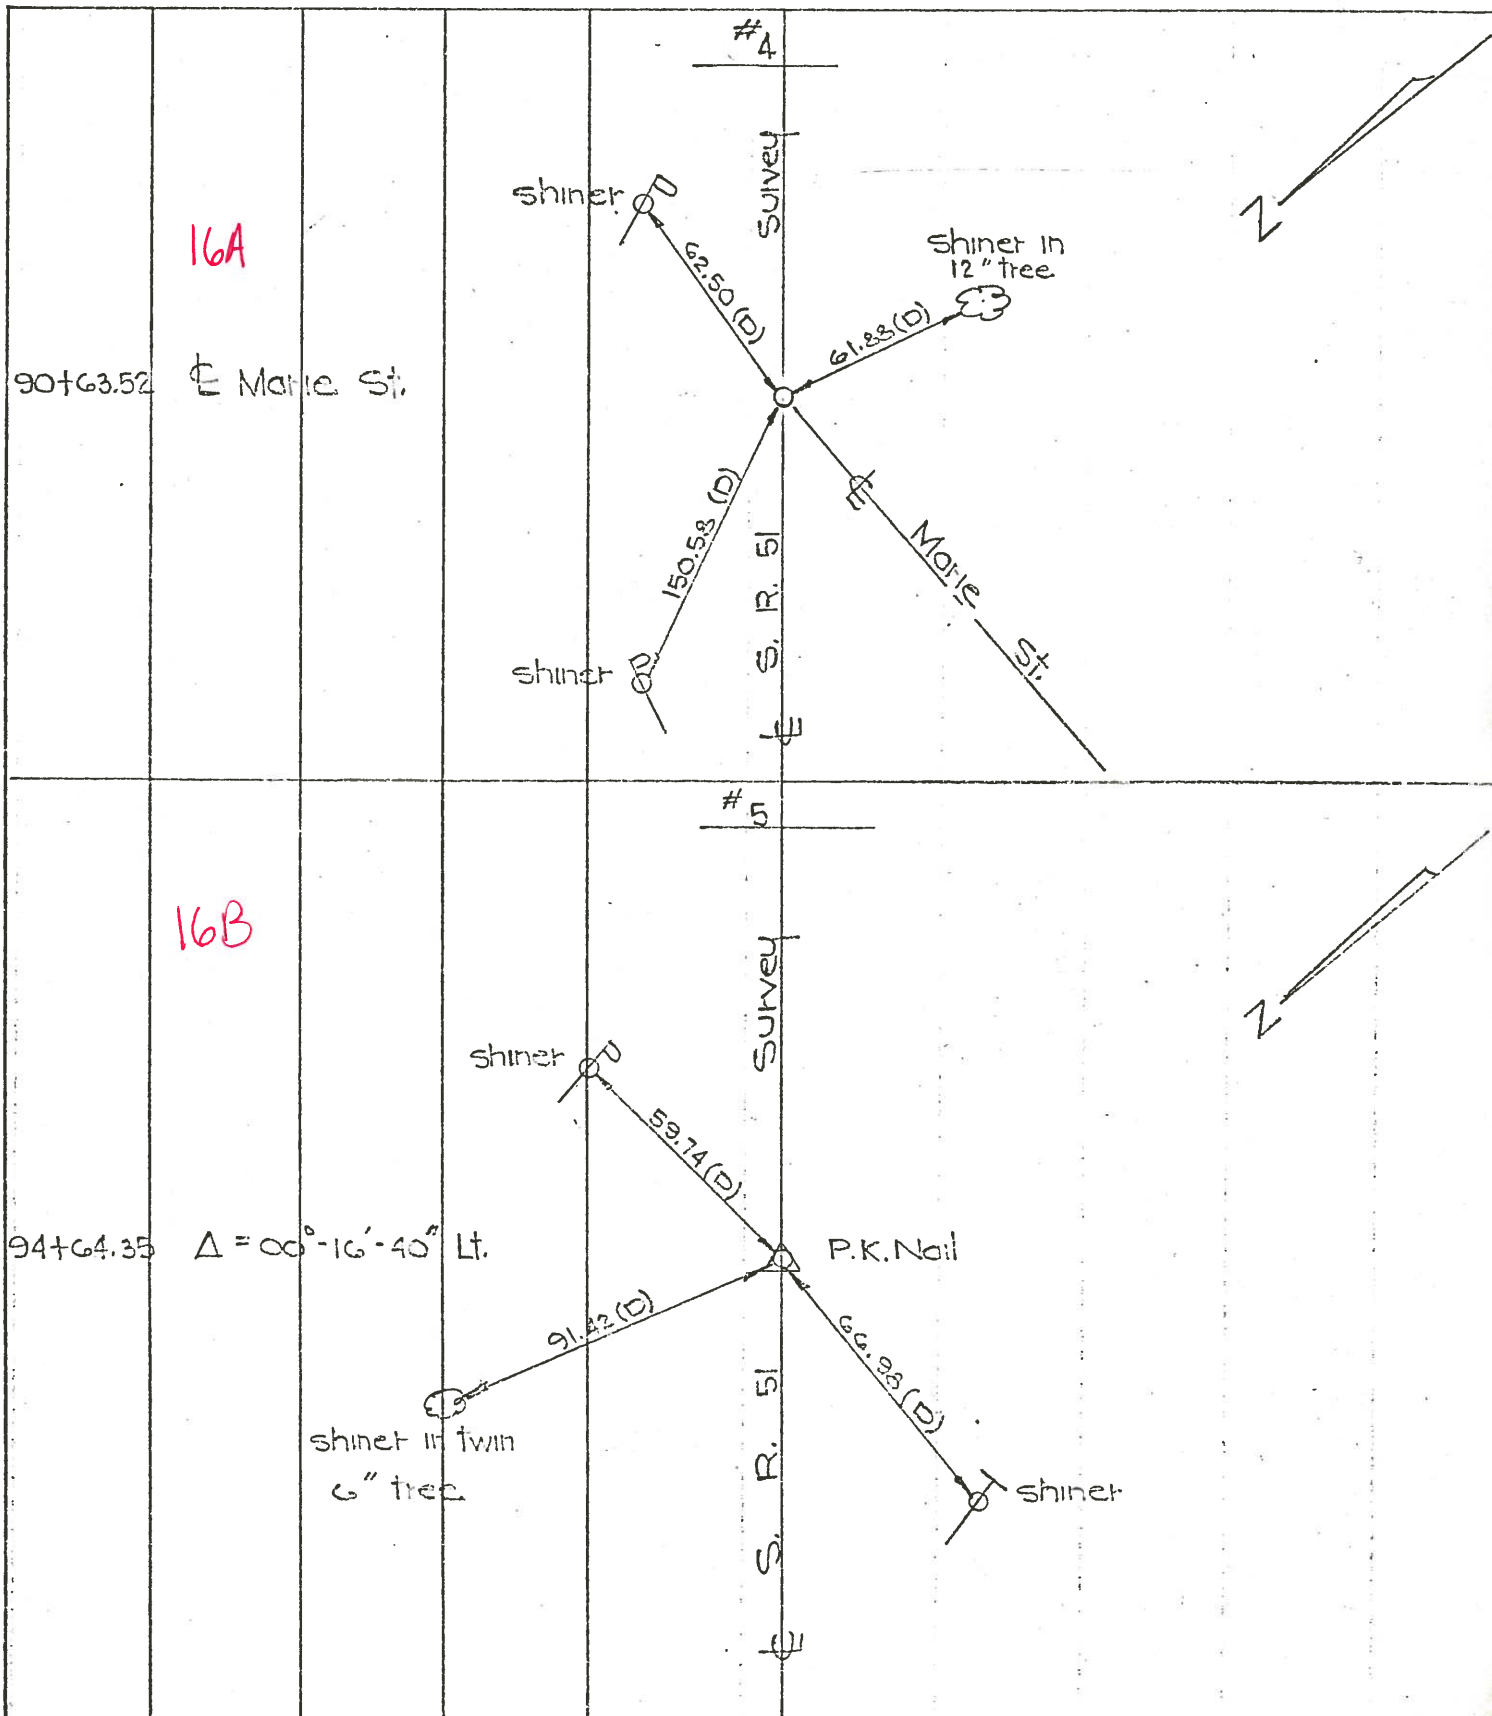 #4
Survey
shiner
P
16A
62.50 (D)
shiner in
12" tree
61.88 (D)
N
90+63.52 ℄ Marie St.
150.58 (D)
℄ Marie St.
shiner
P
℄ S. R. 51
#5
16B
Survey
N
shiner
P
59.74 (D)
94+64.35 Δ = 00°-16'-40" Lt.
P.K. Nail
91.42 (D)
66.98 (D)
shiner in twin
6" tree
T
shiner
℄ S. R. 51